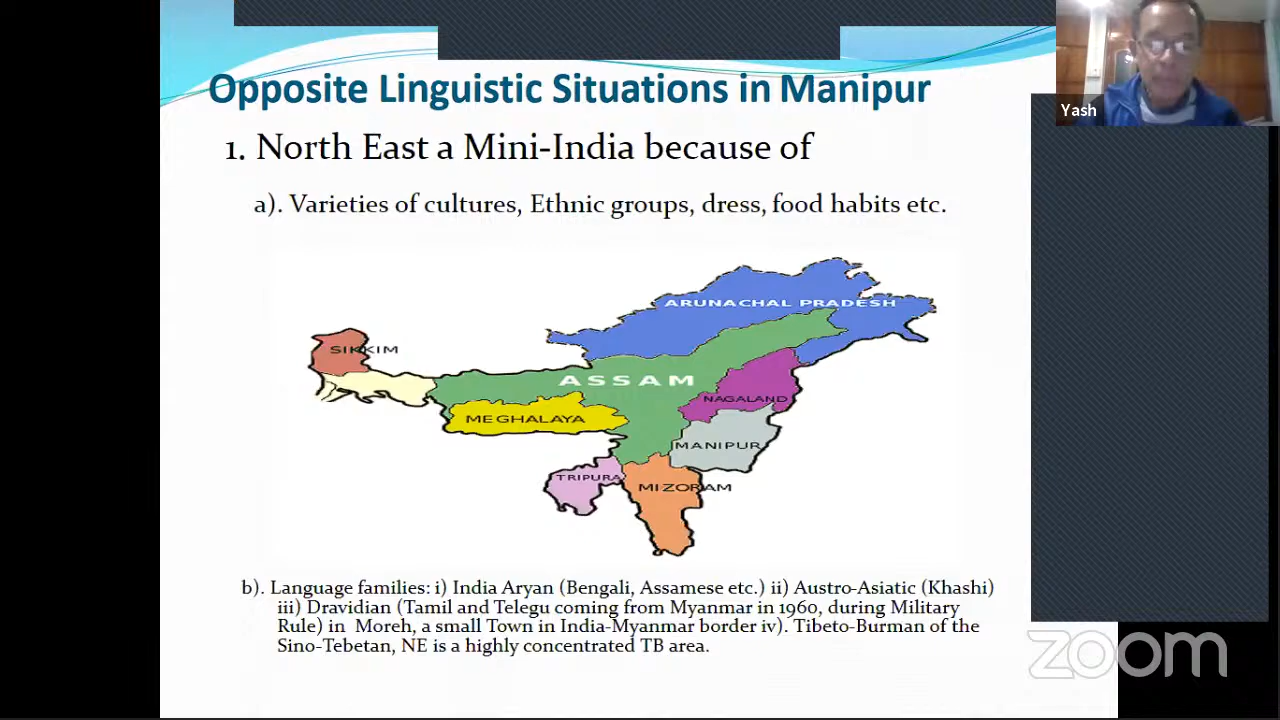 Opposite Linguistic Situations in Manipur
Yash
1. North East a Mini-India because of
a). Varieties of cultures, Ethnic groups, dress, food habits etc.
ARUNACHAL PRADESH
SIKKIM
ASSAM
NAGALAND
MEGHALAYA
MANIPUR
TRIPURA
MIZORAM
b). Language families: i) India Aryan (Bengali, Assamese etc.) ii) Austro-Asiatic (Khashi)
iii) Dravidian (Tamil and Telegu coming from Myanmar in 1960, during Military
Rule) in Moreh, a small Town in India-Myanmar border iv). Tibeto-Burman of the
Sino-Tebetan, NE is a highly concentrated TB area.
zoom